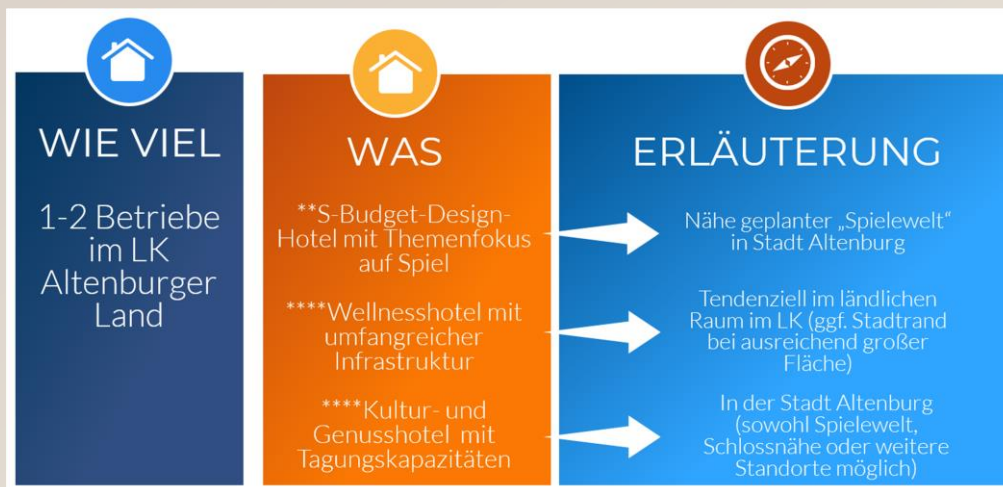 WIE VIEL
1-2 Betriebe
im LK
Altenburger
Land
WAS
**S-Budget-Design-
Hotel mit Themenfokus
auf Spiel
****Wellnesshotel mit
umfangreicher
Infrastruktur
****Kultur- und
Genusshotel mit
Tagungskapazitäten
ERLÄUTERUNG
Nähe geplanter „Spielewelt“
in Stadt Altenburg
Tendenziell im ländlichen
Raum im LK (ggf. Stadtrand
bei ausreichend großer
Fläche)
In der Stadt Altenburg
(sowohl Spielewelt,
Schlossnähe oder weitere
Standorte möglich)